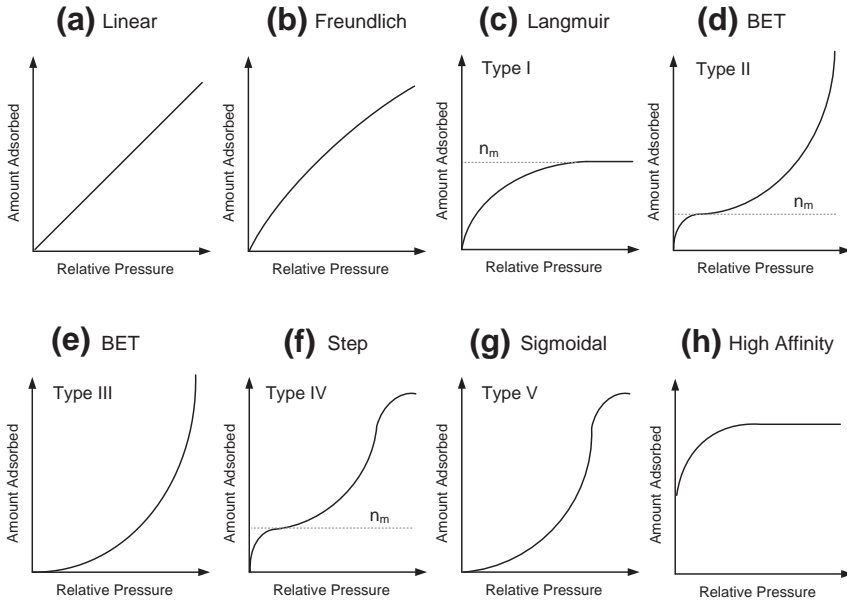 (a) Linear
(b) Freundlich
(c) Langmuir
(d) BET
Amount Adsorbed
Relative Pressure
Amount Adsorbed
Relative Pressure
Type I
nm
Amount Adsorbed
Relative Pressure
Type II
nm
Amount Adsorbed
Relative Pressure
(e) BET
(f) Step
(g) Sigmoidal
(h) High Affinity
Type III
Amount Adsorbed
Relative Pressure
Type IV
nm
Amount Adsorbed
Relative Pressure
Type V
Amount Adsorbed
Relative Pressure
Amount Adsorbed
Relative Pressure